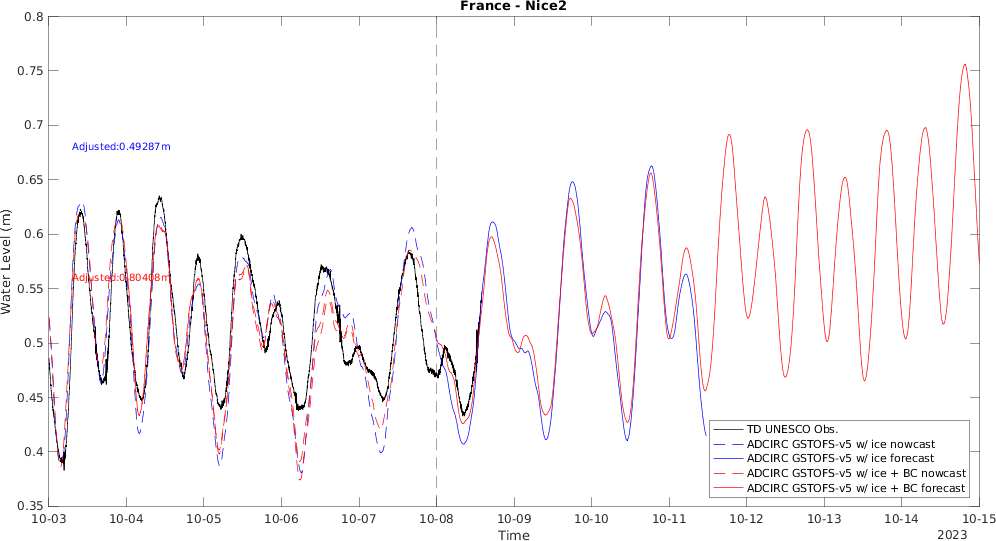 France - Nice2
0.8
0.75
0.7
0.65
0.6
0.55
0.5
0.45
0.4
0.35
Water Level (m)
Adjusted:0.49287m
Adjusted:0.80408m
TD UNESCO Obs.
ADCIRC GSTOFS-v5 w/ ice nowcast
ADCIRC GSTOFS-v5 w/ ice forecast
ADCIRC GSTOFS-v5 w/ ice + BC nowcast
ADCIRC GSTOFS-v5 w/ ice + BC forecast
10-03 10-04 10-05 10-06 10-07 10-08 10-09 10-10 10-11 10-12 10-13 10-14 10-15
Time
2023